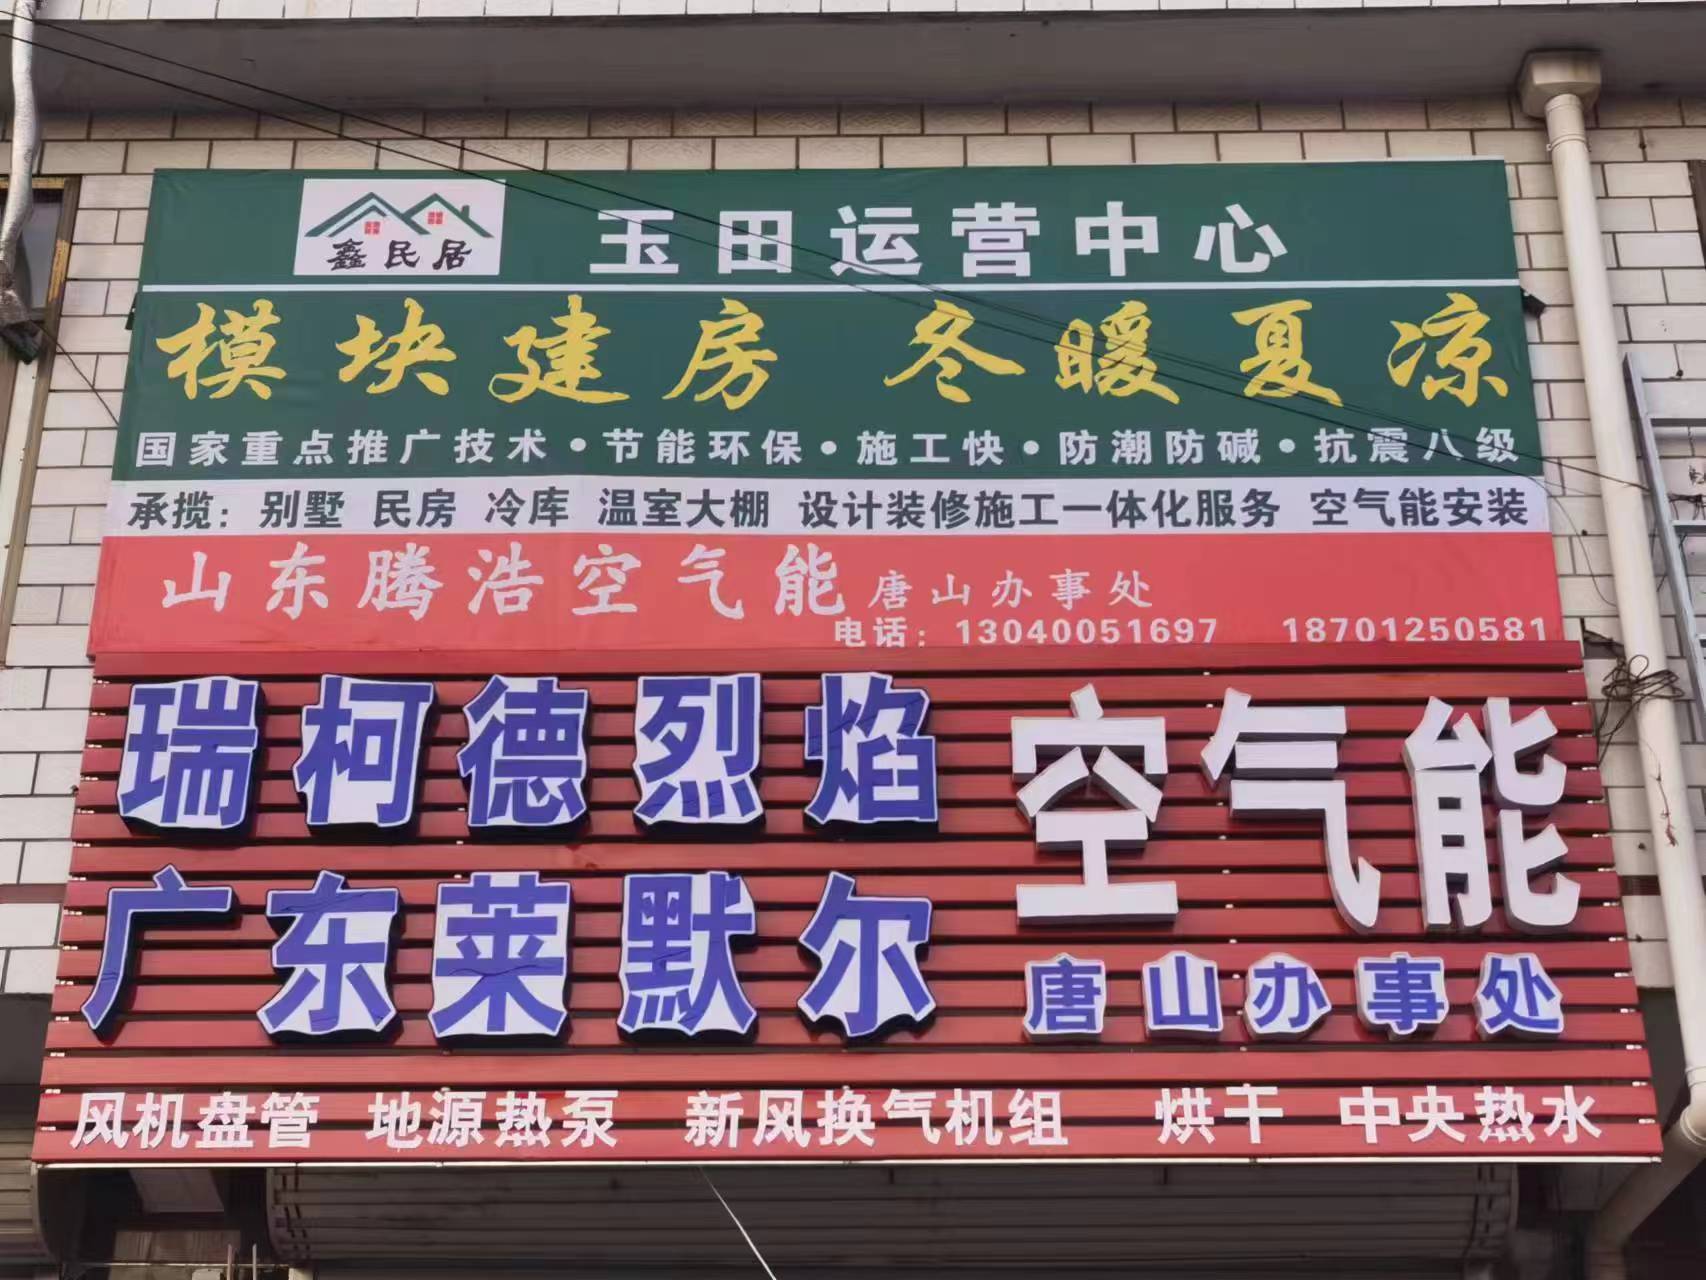 鑫民居
玉田运营中心
模块建房 冬暖夏凉
国家重点推广技术·节能环保·施工快·防潮防碱·抗震八级
承揽：别墅 民房 冷库 温室大棚 设计装修施工一体化服务 空气能安装
山东腾浩空气能唐山办事处
电话：13040051697 18701250581
瑞柯德烈焰
广东莱默尔
空气能
唐山办事处
风机盘管 地源热泵 新风换气机组 烘干 中央热水